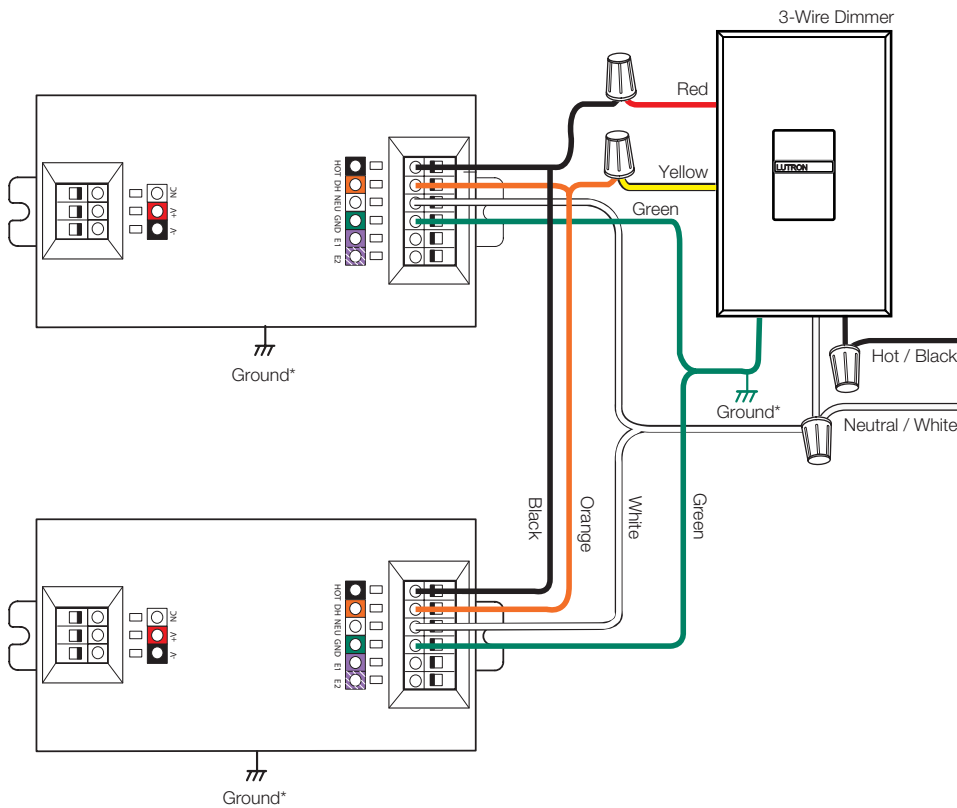 3-Wire Dimmer
Red
LUTRON
Yellow
Green
HOT
DH
NEU
GND
E1
E2
NC
V+
V-
Ground*
Hot / Black
Ground*
Neutral / White
Black
Orange
White
Green
HOT
DH
NEU
GND
E1
E2
NC
V+
V-
Ground*